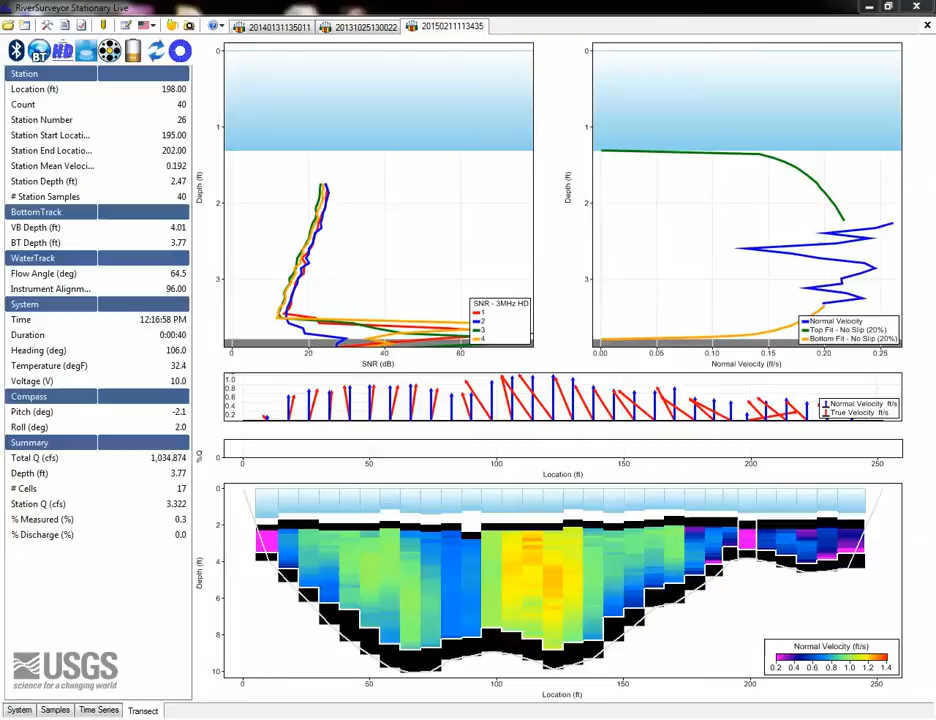 RiverSurveyor Stationary Live
20140131135011 20131025130022 20150211113435
BT HD
Station
Location (ft) 198.00
Count 40
Station Number 26
Station Start Locati... 195.00
Station End Locatio... 202.00
Station Mean Veloci... 0.192
Station Depth (ft) 2.47
# Station Samples 40
BottomTrack
VB Depth (ft) 4.01
BT Depth (ft) 3.77
WaterTrack
Flow Angle (deg) 64.5
Instrument Alignm... 96.00
System
Time 12:16:58 PM
Duration 0:00:40
Heading (deg) 106.0
Temperature (degF) 32.4
Voltage (V) 10.0
Compass
Pitch (deg) -2.1
Roll (deg) 2.0
Summary
Total Q (cfs) 1,034.874
Depth (ft) 3.77
# Cells 17
Station Q (cfs) 3.322
% Measured (%) 0.3
% Discharge (%) 0.0
USGS
science for a changing world
System Samples Time Series Transect
0
1
2
3
Depth (ft)
SNR - 3MHz HD
1
2
3
4
0 20 40 60
SNR (dB)
0
1
2
3
Depth (ft)
Normal Velocity
Top Fit - No Slip (20%)
Bottom Fit - No Slip (20%)
0.00 0.05 0.10 0.15 0.20 0.25
Normal Velocity (ft/s)
1.0
0.8
0.6
0.4
0.2
Normal Velocity ft/s
True Velocity ft/s
%Q
0
0 50 100 150 200 250
Location (ft)
0
2
4
6
8
10
Depth (ft)
Normal Velocity (ft/s)
0.2 0.4 0.6 0.8 1.0 1.2 1.4
0 50 100 150 200 250
Location (ft)